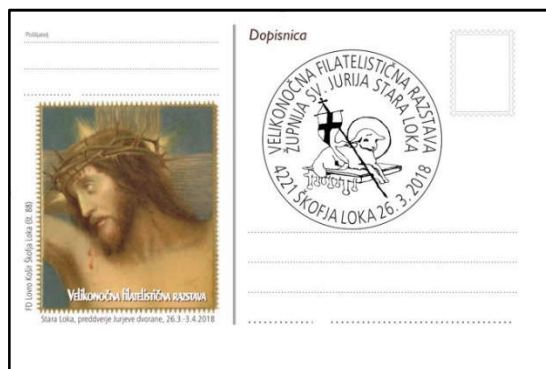 Pošiljatelj
FD Lovro Košir Škofja Loka (št. 88)
VELIKONOČNA FILATELISTIČNA RAZSTAVA
Stara Loka, preddverje Jurjeve dvorane, 26.3.-3.4.2018
Dopisnica
VELIKONOČNA FILATELISTIČNA RAZSTAVA
ŽUPNIJA SV. JURIJA STARA LOKA
4221 ŠKOFJA LOKA 26. 3. 2018